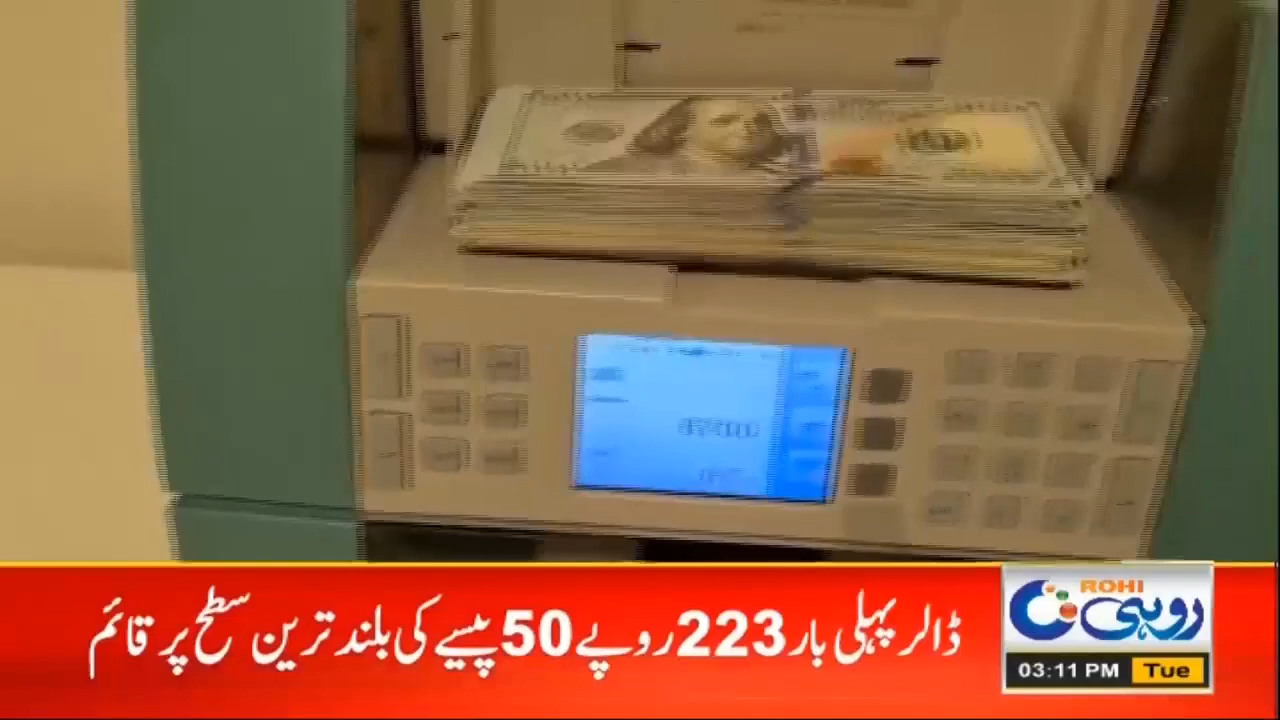 ڈالر پہلی بار 223 روپے 50 پیسے کی بلند ترین سطح پر قائم
ROHI
روہی
03:11 PM Tue